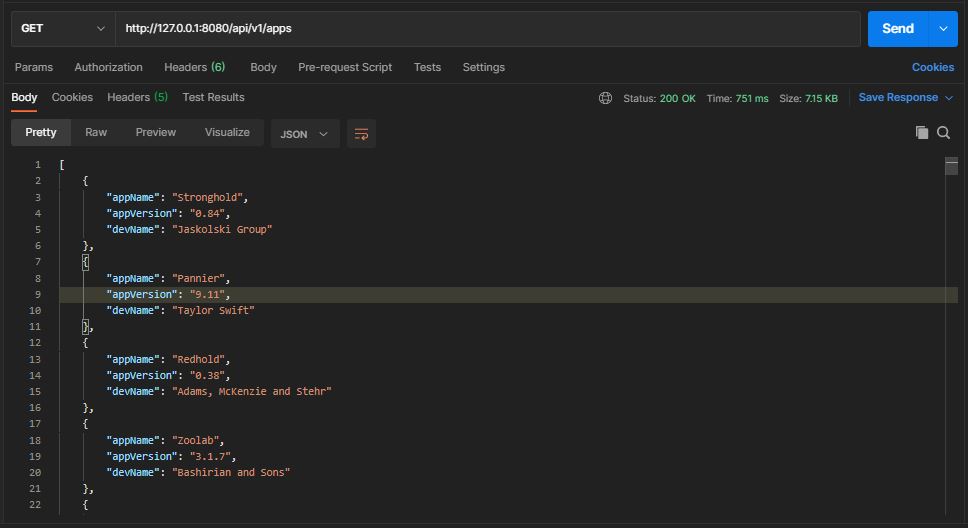 GET http://127.0.0.1:8080/api/v1/apps Send
Params Authorization Headers (6) Body Pre-request Script Tests Settings Cookies
Body Cookies Headers (5) Test Results Status: 200 OK Time: 751 ms Size: 7.15 KB Save Response
Pretty Raw Preview Visualize JSON
1 [
2 {
3 "appName": "Stronghold",
4 "appVersion": "0.84",
5 "devName": "Jaskolski Group"
6 },
7 {
8 "appName": "Pannier",
9 "appVersion": "9.11",
10 "devName": "Taylor Swift"
11 },
12 {
13 "appName": "Redhold",
14 "appVersion": "0.38",
15 "devName": "Adams, McKenzie and Stehr"
16 },
17 {
18 "appName": "Zoolab",
19 "appVersion": "3.1.7",
20 "devName": "Bashirian and Sons"
21 },
22 {